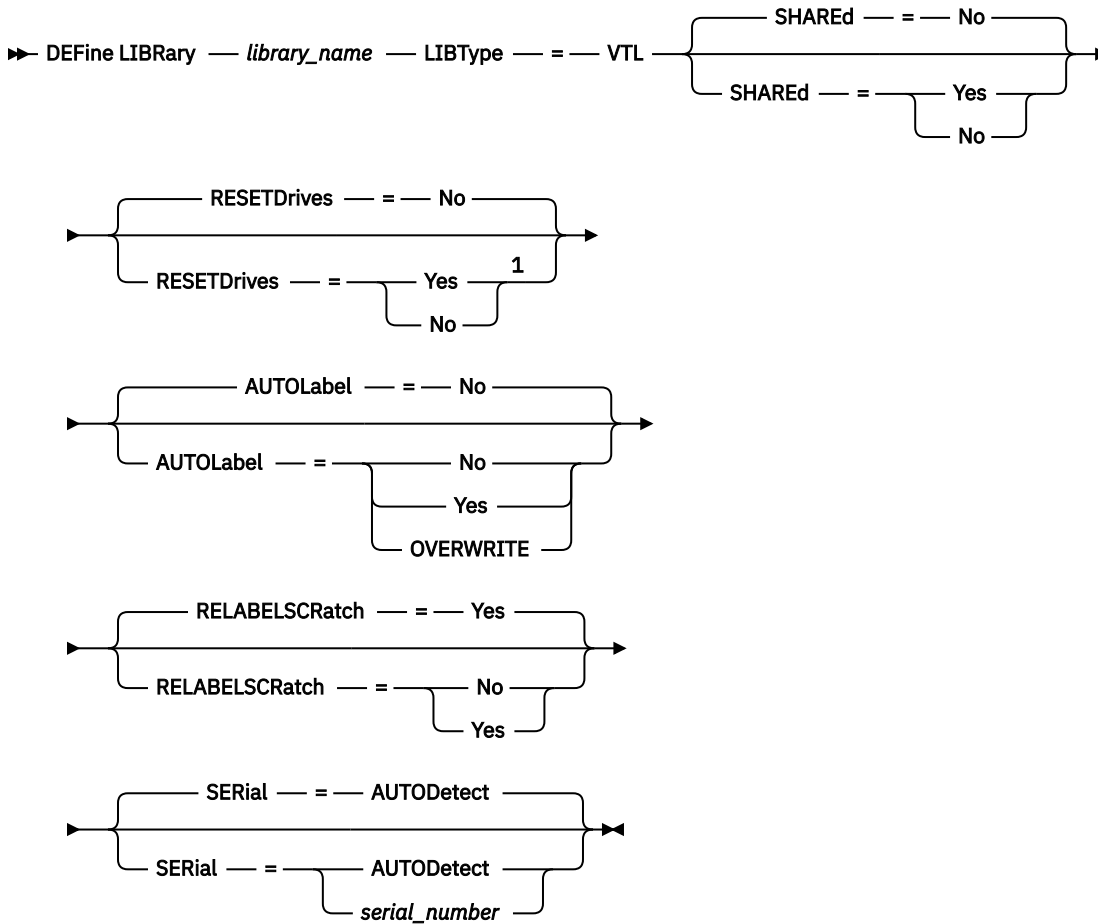 SHAREd = No
DEFine LIBRary library_name LIBType = VTL
SHAREd = Yes
No
RESETDrives = No
RESETDrives = Yes 1
No
AUTOLabel = No
AUTOLabel = No
Yes
OVERWRITE
RELABELSCRatch = Yes
RELABELSCRatch = No
Yes
SERial = AUTODetect
SERial = AUTODetect
serial_number